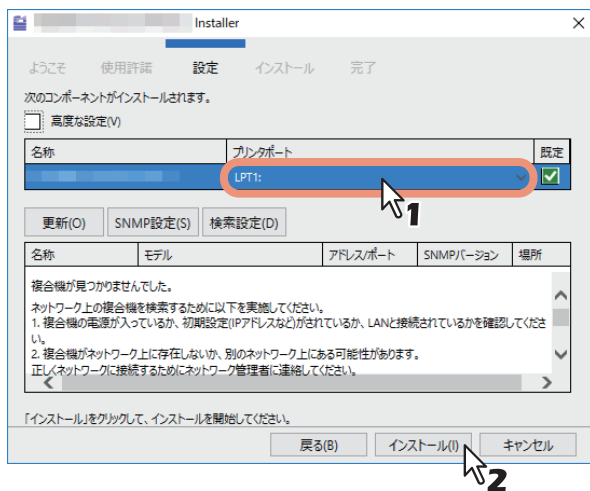 Installer
ようこそ 使用許諾 設定 インストール 完了
次のコンポーネントがインストールされます。
高度な設定(V)
名称 プリンタポート 既定
LPT1:
1
更新(O) SNMP設定(S) 検索設定(D)
名称 モデル アドレス/ポート SNMPバージョン 場所
複合機が見つかりませんでした。
ネットワーク上の複合機を検索するために以下を実施してください。
1. 複合機の電源が入っているか、初期設定(IPアドレスなど)がされているか、LANと接続されているかを確認してくださ
い。
2. 複合機がネットワーク上に存在しないか、別のネットワーク上にある可能性があります。
正しくネットワークに接続するためにネットワーク管理者に連絡してください。
「インストール」をクリックして、インストールを開始してください。
戻る(B) インストール(I) キャンセル
2